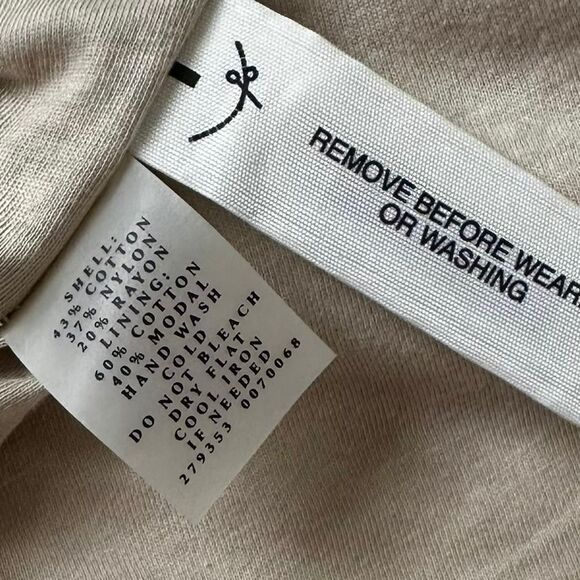 REMOVE BEFORE WEAR
OR WASHING
SHELL:
43% COTTON
37% NYLON
20% RAYON
LINING:
60% COTTON
40% MODAL
HAND WASH
COLD
DO NOT BLEACH
DRY FLAT
COOL IRON
IF NEEDED
279353 0070068